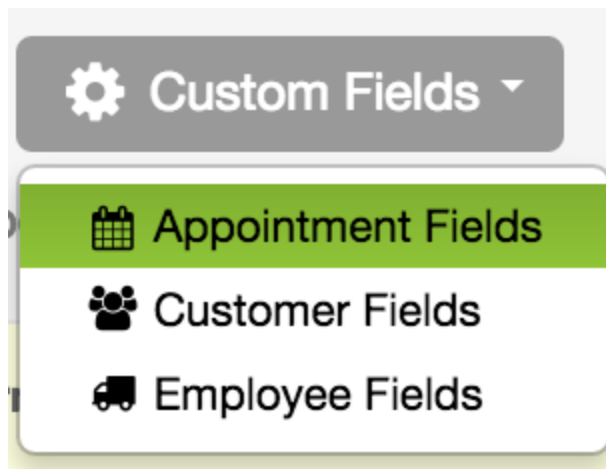 Custom Fields
Appointment Fields
Customer Fields
Employee Fields